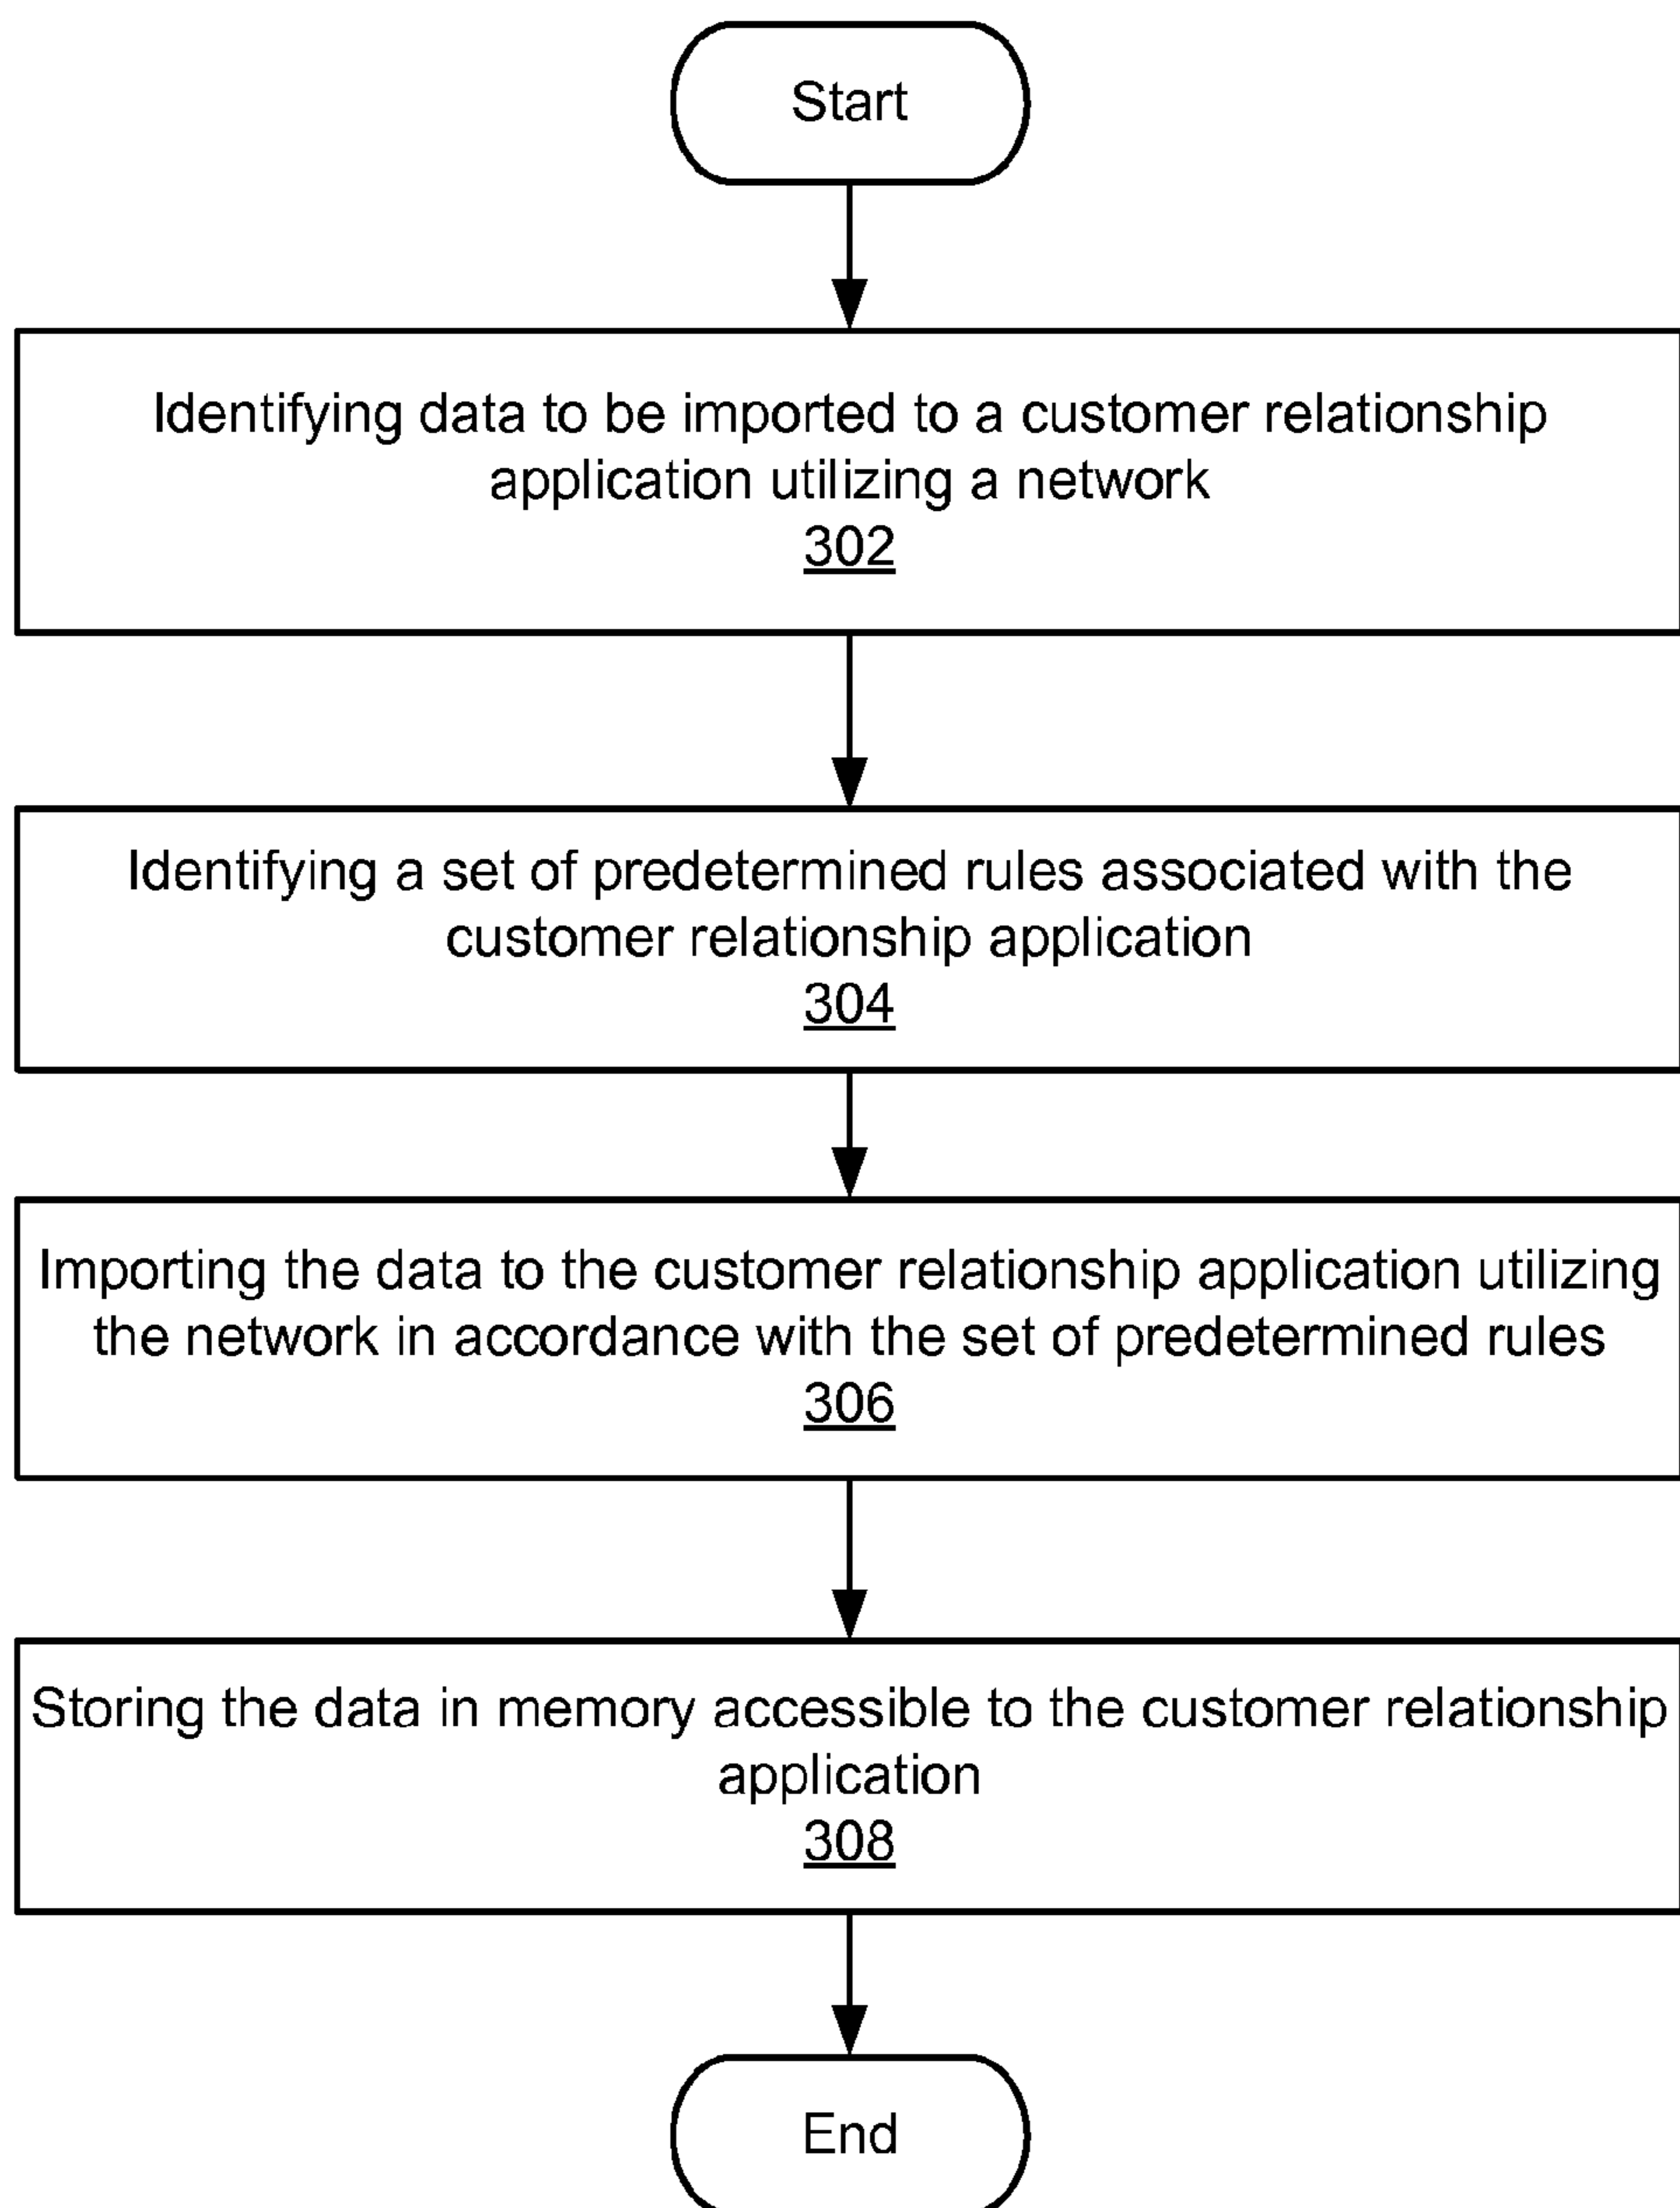 Start
Identifying data to be imported to a customer relationship
application utilizing a network
302
Identifying a set of predetermined rules associated with the
customer relationship application
304
Importing the data to the customer relationship application utilizing
the network in accordance with the set of predetermined rules
306
Storing the data in memory accessible to the customer relationship
application
308
End